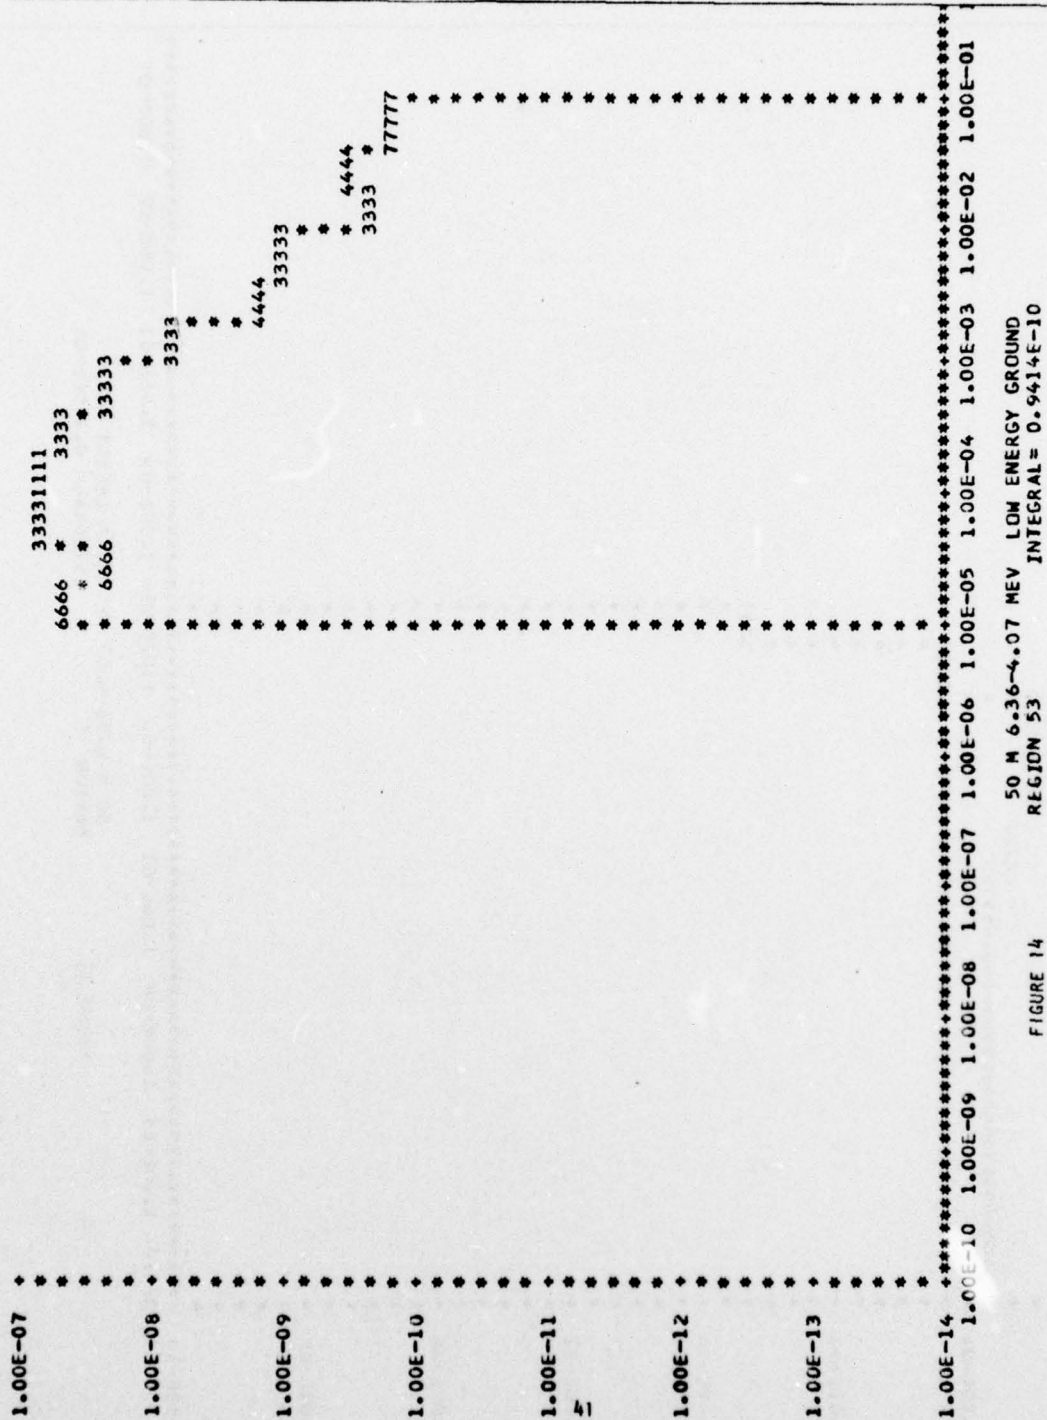 1.00E-07
33331111
6666 3333
6666 33333
1.00E-08
3333
4444
1.00E-09 33333
4444
3333
77777
1.00E-10
1.00E-11
41
1.00E-12
1.00E-13
1.00E-14
1.00E-10 1.00E-09 1.00E-08 1.00E-07 1.00E-06 1.00E-05 1.00E-04 1.00E-03 1.00E-02 1.00E-01 1
50 M 6.36-4.07 MEV LOW ENERGY GROUND
FIGURE 14 REGION 53 INTEGRAL= 0.9414E-10